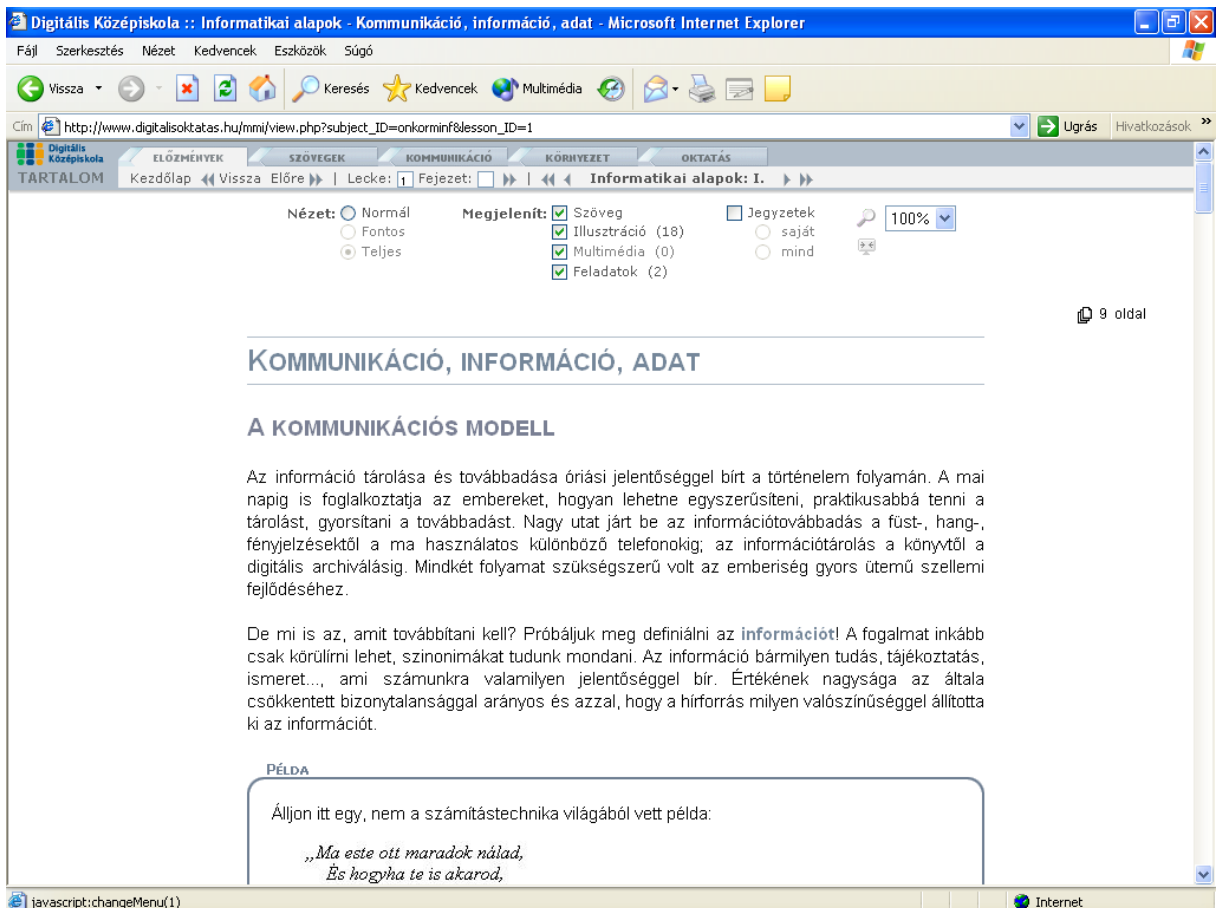 Digitális Középiskola :: Informatikai alapok - Kommunikáció, információ, adat - Microsoft Internet Explorer
Fájl Szerkesztés Nézet Kedvencek Eszközök Súgó
Vissza Keresés Kedvencek Multimédia
Cím http://www.digitalisoktatas.hu/mmi/view.php?subject_ID=onkorminf&lesson_ID=1 Ugrás Hivatkozások »
Digitális
Középiskola
ELŐZMÉNYEK SZÖVEGEK KOMMUNIKÁCIÓ KÖRNYEZET OKTATÁS
TARTALOM Kezdőlap Vissza Előre | Lecke: 1 Fejezet: | Informatikai alapok: I.
Nézet: Normál Megjelenít: Szöveg Jegyzetek 100%
Fontos Illusztráció (18) saját
Teljes Multimédia (0) mind
Feladatok (2)
9 oldal
KOMMUNIKÁCIÓ, INFORMÁCIÓ, ADAT
A KOMMUNIKÁCIÓS MODELL
Az információ tárolása és továbbadása óriási jelentőséggel bírt a történelem folyamán. A mai
napig is foglalkoztatja az embereket, hogyan lehetne egyszerűsíteni, praktikusabbá tenni a
tárolást, gyorsítani a továbbadást. Nagy utat járt be az információtovábbadás a füst-, hang-,
fényjelzésektől a ma használatos különböző telefonokig; az információtárolás a könyvtől a
digitális archiválásig. Mindkét folyamat szükségszerű volt az emberiség gyors ütemű szellemi
fejlődéséhez.
De mi is az, amit továbbítani kell? Próbáljuk meg definiálni az információt! A fogalmat inkább
csak körülírni lehet, szinonimákat tudunk mondani. Az információ bármilyen tudás, tájékoztatás,
ismeret..., ami számunkra valamilyen jelentőséggel bír. Értékének nagysága az általa
csökkentett bizonytalansággal arányos és azzal, hogy a hírforrás milyen valószínűséggel állította
ki az információt.
PÉLDA
Álljon itt egy, nem a számítástechnika világából vett példa:
„Ma este ott maradok nálad,
És hogyha te is akarod,
javascript:changeMenu(1) Internet